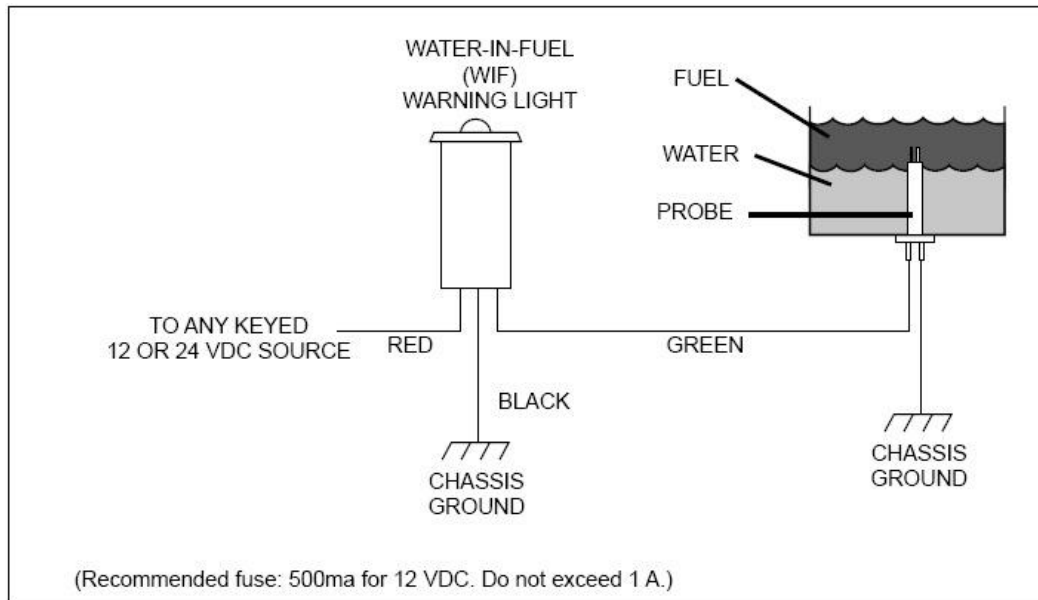 WATER-IN-FUEL
(WIF)
WARNING LIGHT
FUEL
WATER
PROBE
TO ANY KEYED
12 OR 24 VDC SOURCE
RED
GREEN
BLACK
CHASSIS
GROUND
CHASSIS
GROUND
(Recommended fuse: 500ma for 12 VDC. Do not exceed 1 A.)